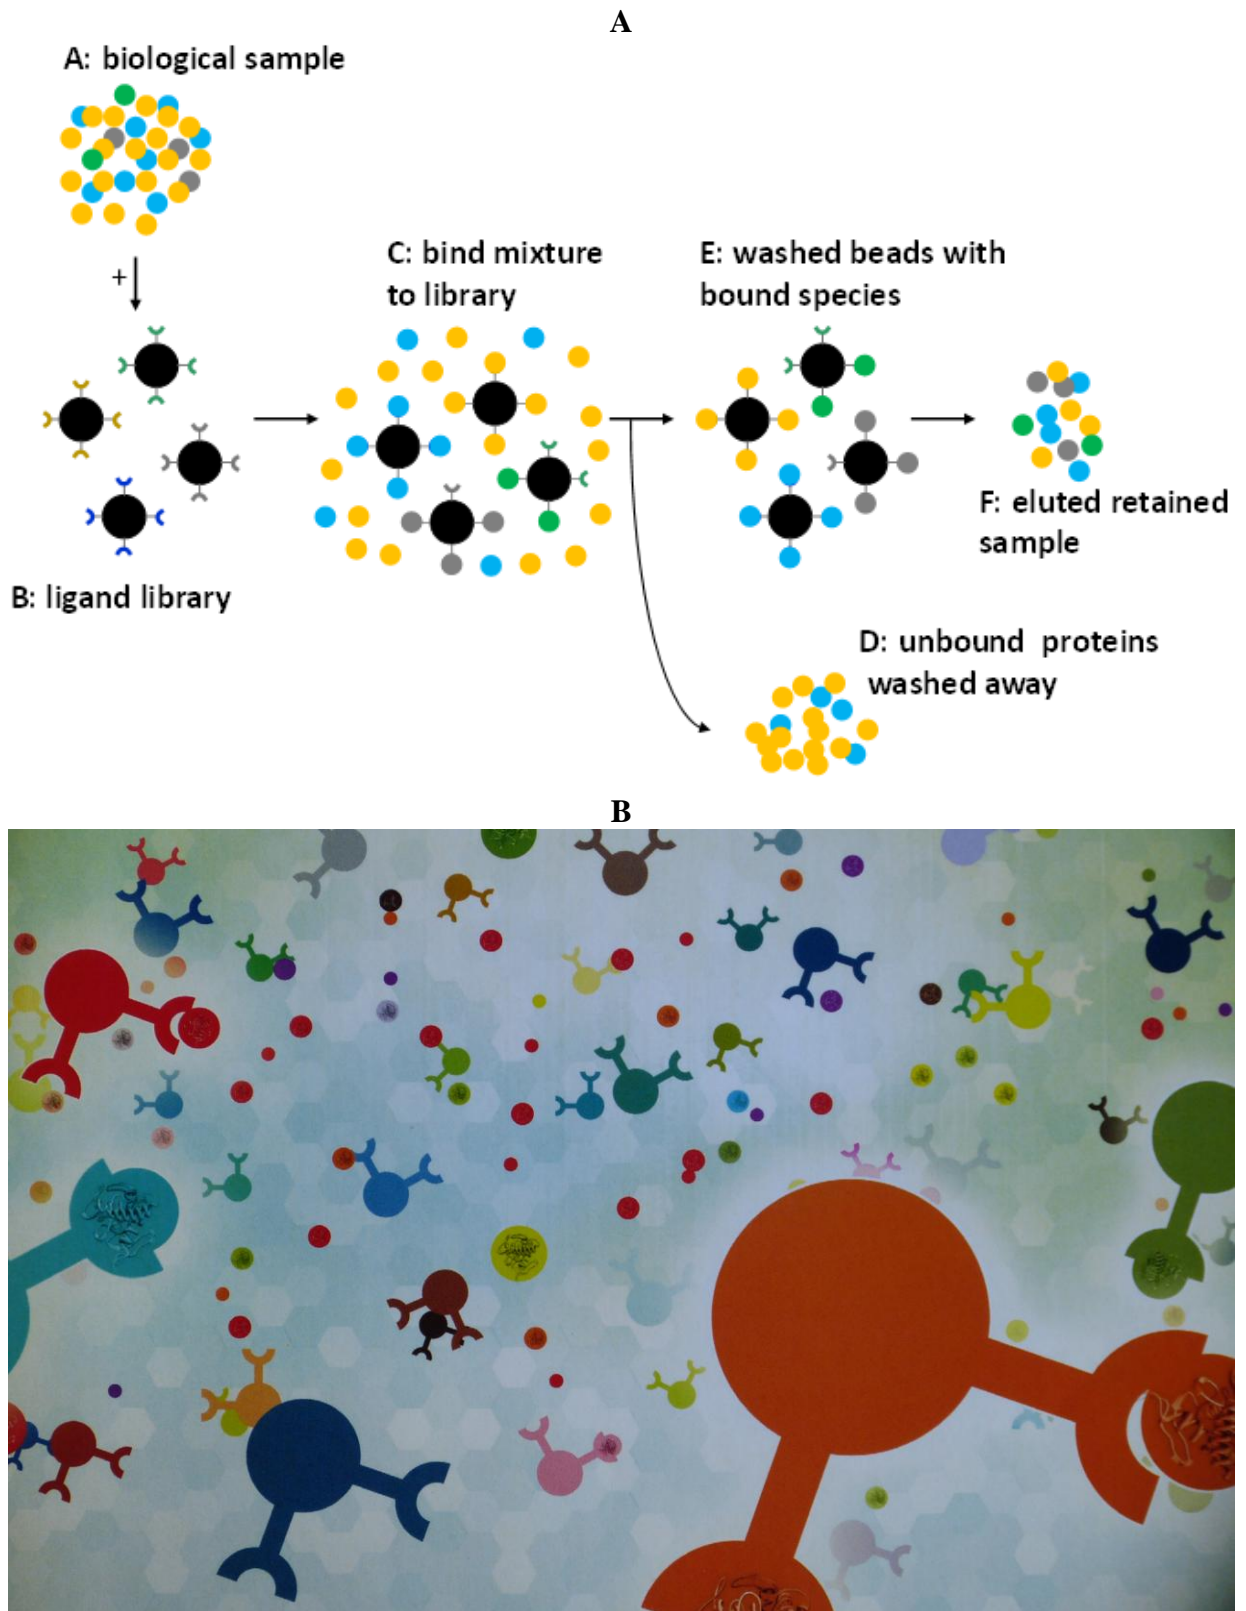 A
A: biological sample
+
C: bind mixture
to library
E: washed beads with
bound species
B: ligand library
F: eluted retained
sample
D: unbound proteins
washed away
B